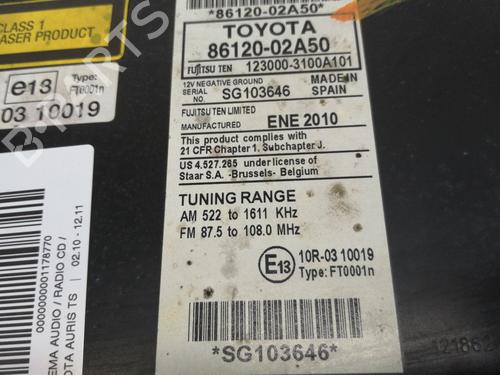 *86120-02A50*
TOYOTA
86120-02A50
FUJITSU TEN 123000-3100A101
12V NEGATIVE GROUND MADE IN
SERIAL NO. SG103646 SPAIN
FUJITSU TEN LIMITED
MANUFACTURED ENE 2010
This product complies with
21 CFR Chapter 1, Subchapter J.
US 4.527.265 under license of
Staar S.A. -Brussels- Belgium
TUNING RANGE
AM 522 to 1611 KHz
FM 87.5 to 108.0 MHz
E13 10R-03 10019
Type: FT0001n
*SG103646*
CLASS 1
LASER PRODUCT
e13 Type:
FT0001n
03 10019
0000000001178770
EMA AUDIO / RADIO CD /
OTA AURIS TS | 02.10 - 12.11
B-PARTS